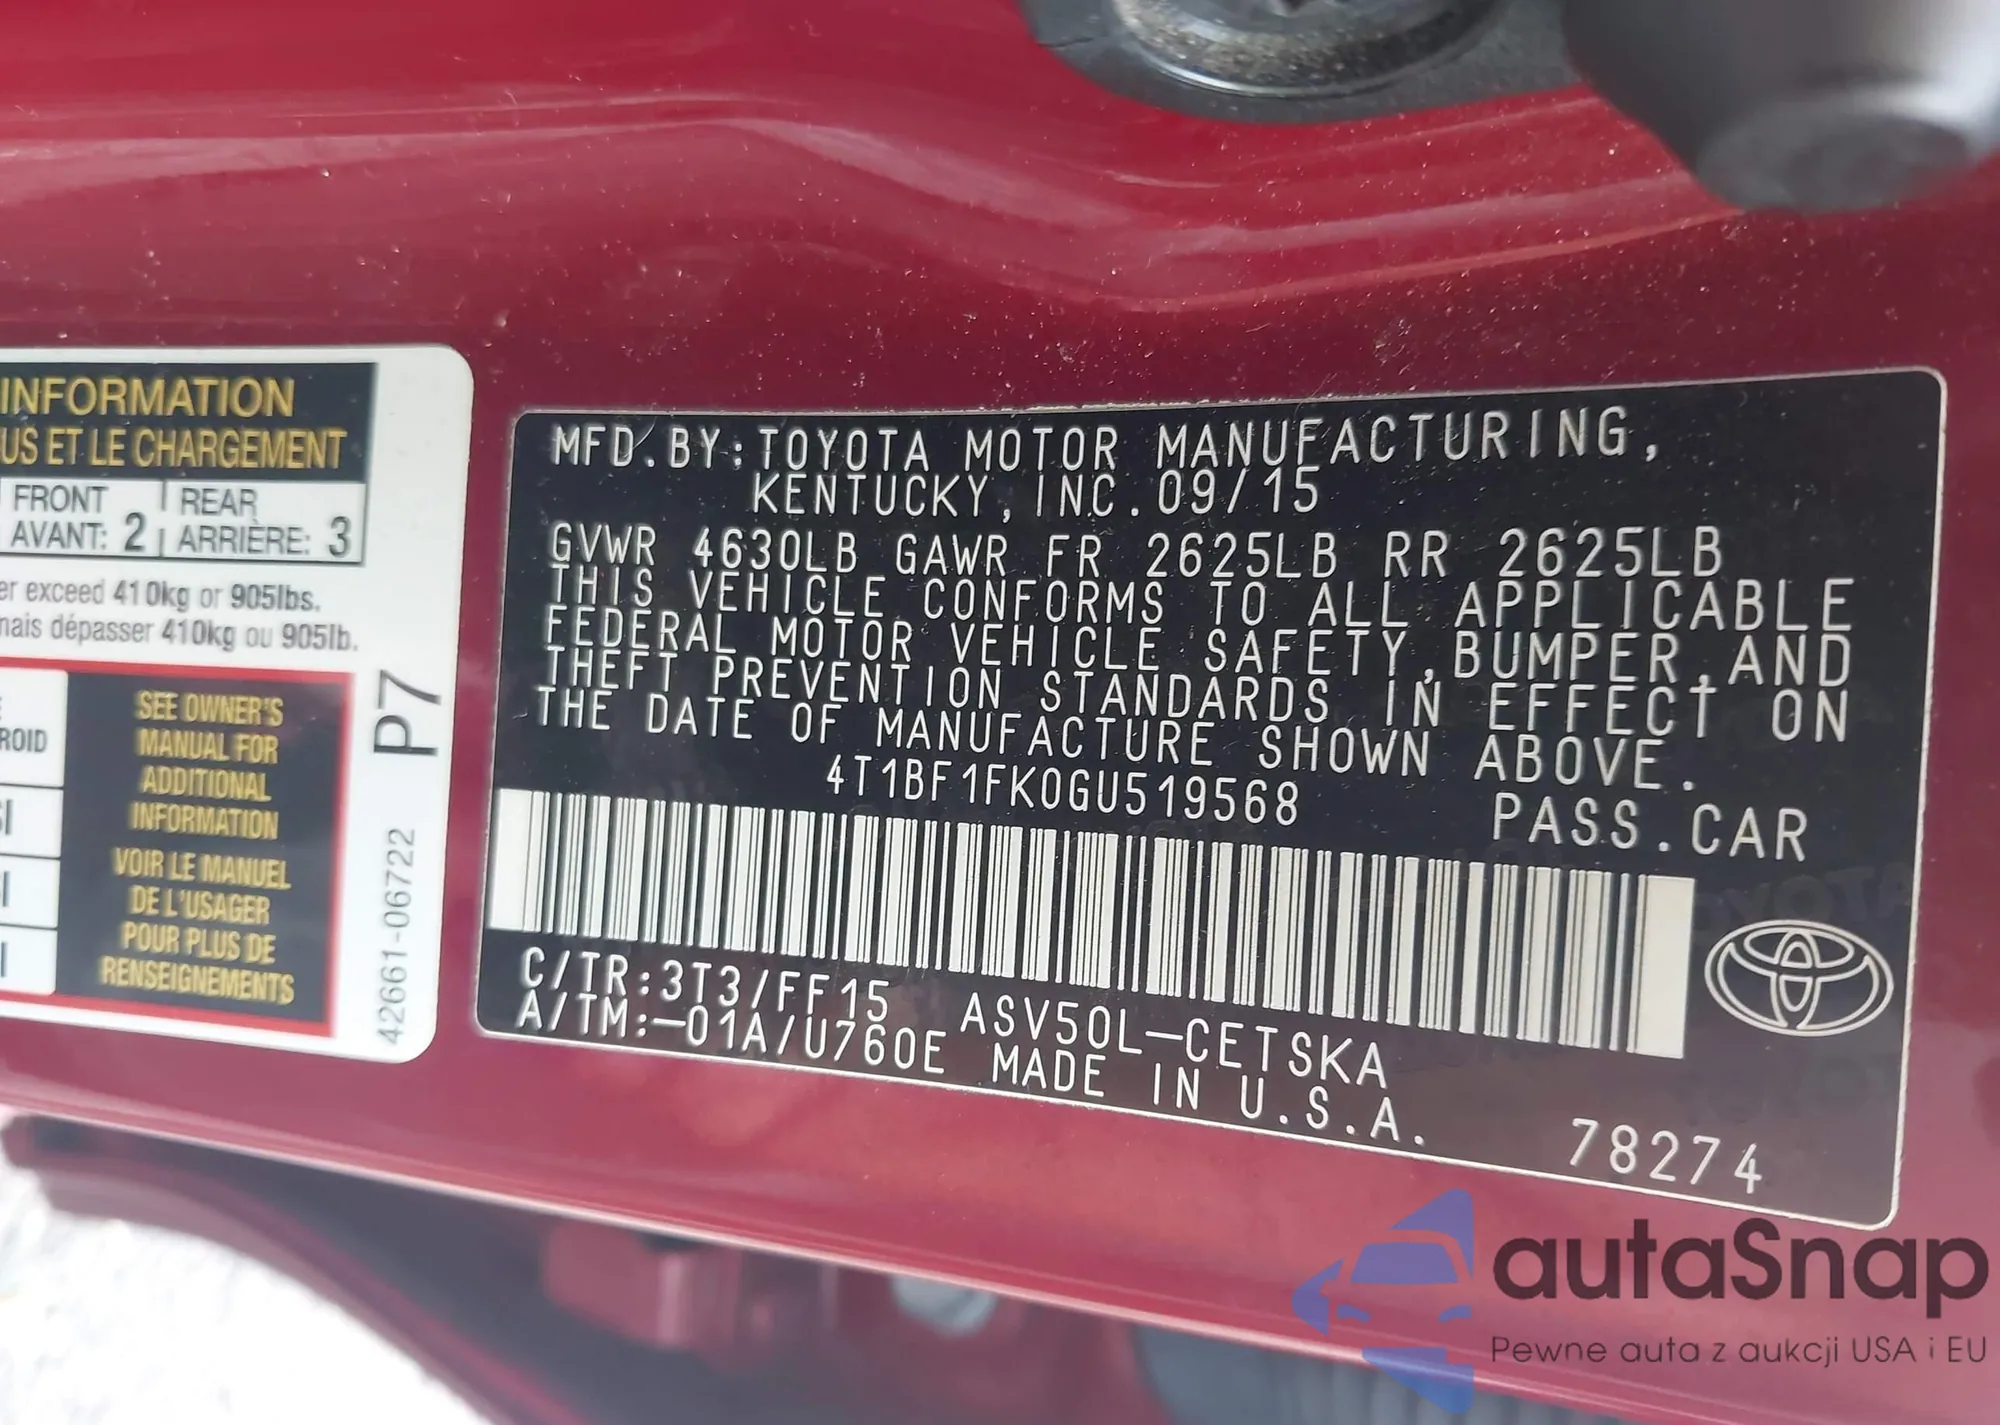 INFORMATION
US ET LE CHARGEMENT
FRONT
AVANT: 2
REAR
ARRIÈRE: 3
er exceed 410kg or 905lbs.
mais dépasser 410kg ou 905lb.
ROID
SEE OWNER'S
MANUAL FOR
ADDITIONAL
INFORMATION
VOIR LE MANUEL
DE L'USAGER
POUR PLUS DE
RENSEIGNEMENTS
P7
42661-06722
MFD.BY:TOYOTA MOTOR MANUFACTURING,
KENTUCKY,INC.09/15
GVWR 4630LB GAWR FR 2625LB RR 2625LB
THIS VEHICLE CONFORMS TO ALL APPLICABLE
FEDERAL MOTOR VEHICLE SAFETY,BUMPER,AND
THEFT PREVENTION STANDARDS IN EFFECT ON
THE DATE OF MANUFACTURE SHOWN ABOVE.
4T1BF1FK0GU519568
PASS.CAR
C/TR:3T3/FF15 ASV50L-CETSKA
A/TM:-01A/U760E MADE IN U.S.A.
78274
autaSnap
Pewne auta z aukcji USA i EU